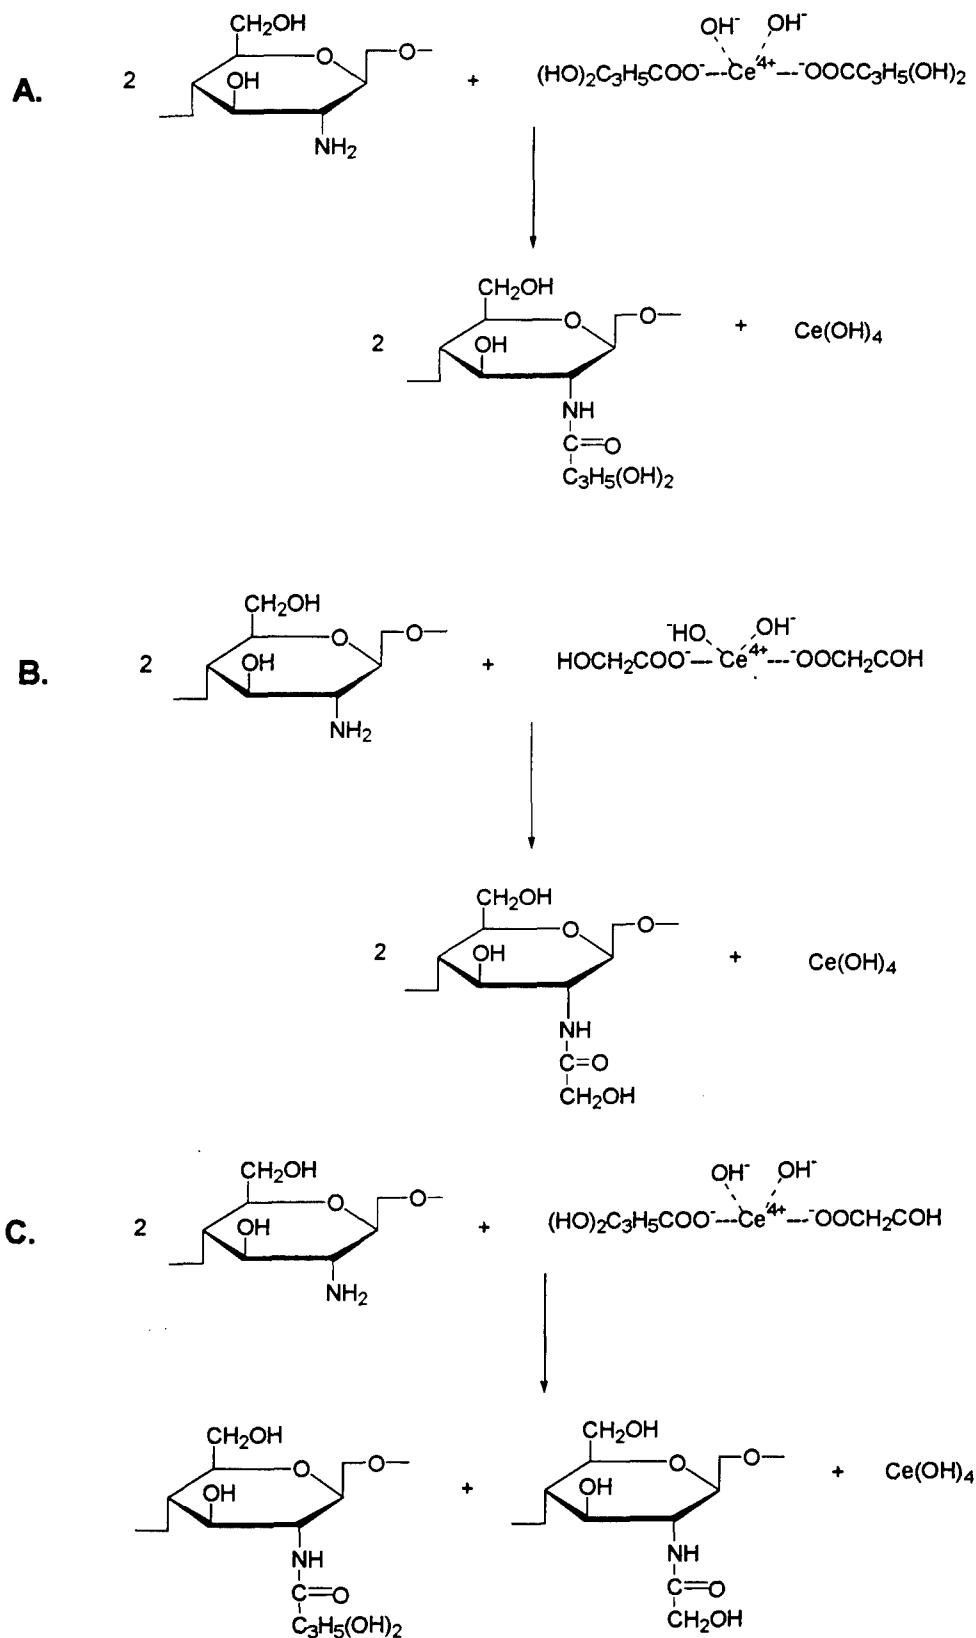 CH₂OH
OH
O
O
NH₂
A.
2
+
OH⁻ OH⁻
(HO)₂C₃H₅COO⁻---Ce⁴⁺---⁻OOCC₃H₅(OH)₂
CH₂OH
2
OH
O
O
NH
C=O
C₃H₅(OH)₂
+
Ce(OH)₄
B.
2
CH₂OH
OH
O
O
NH₂
+
⁻HO OH⁻
HOCH₂COO⁻---Ce⁴⁺---⁻OOCH₂COH
CH₂OH
2
OH
O
O
NH
C=O
CH₂OH
+
Ce(OH)₄
C.
2
CH₂OH
OH
O
O
NH₂
+
OH⁻ OH⁻
(HO)₂C₃H₅COO⁻---Ce⁴⁺---⁻OOCH₂COH
CH₂OH
OH
O
O
NH
C=O
C₃H₅(OH)₂
+
CH₂OH
OH
O
O
NH
C=O
CH₂OH
+
Ce(OH)₄